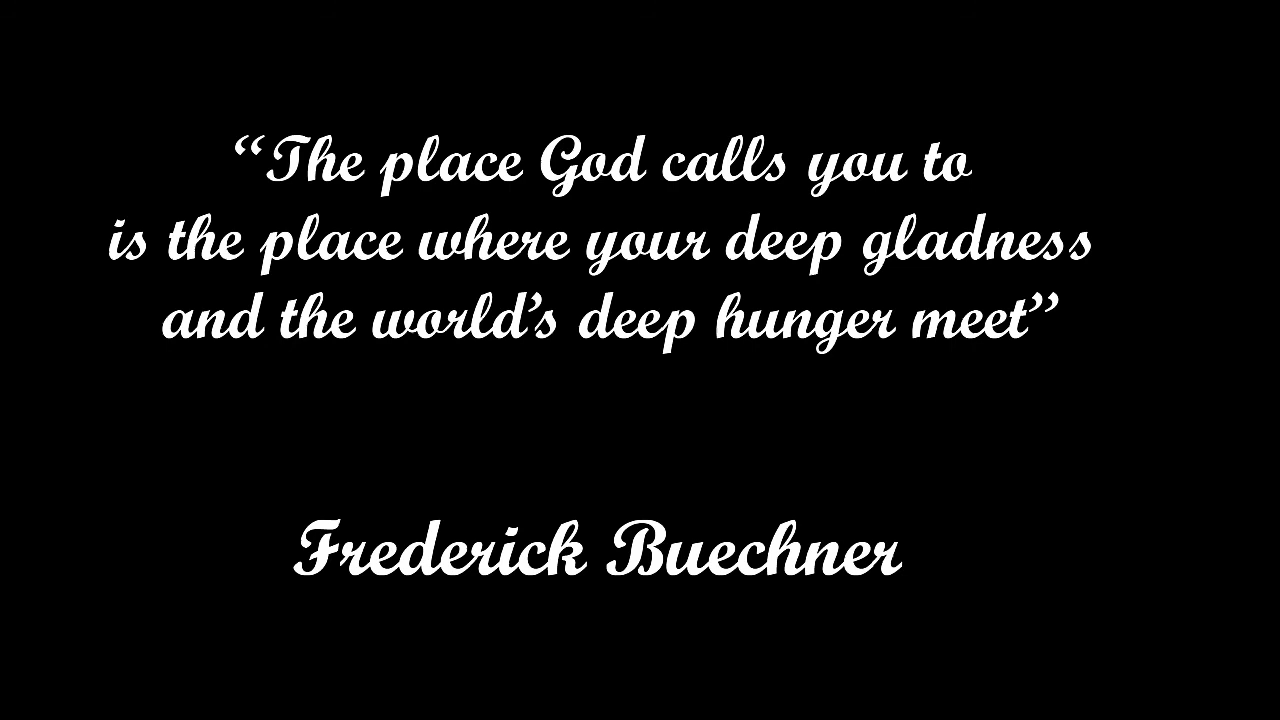 “The place God calls you to
is the place where your deep gladness
and the world’s deep hunger meet”
Frederick Buechner